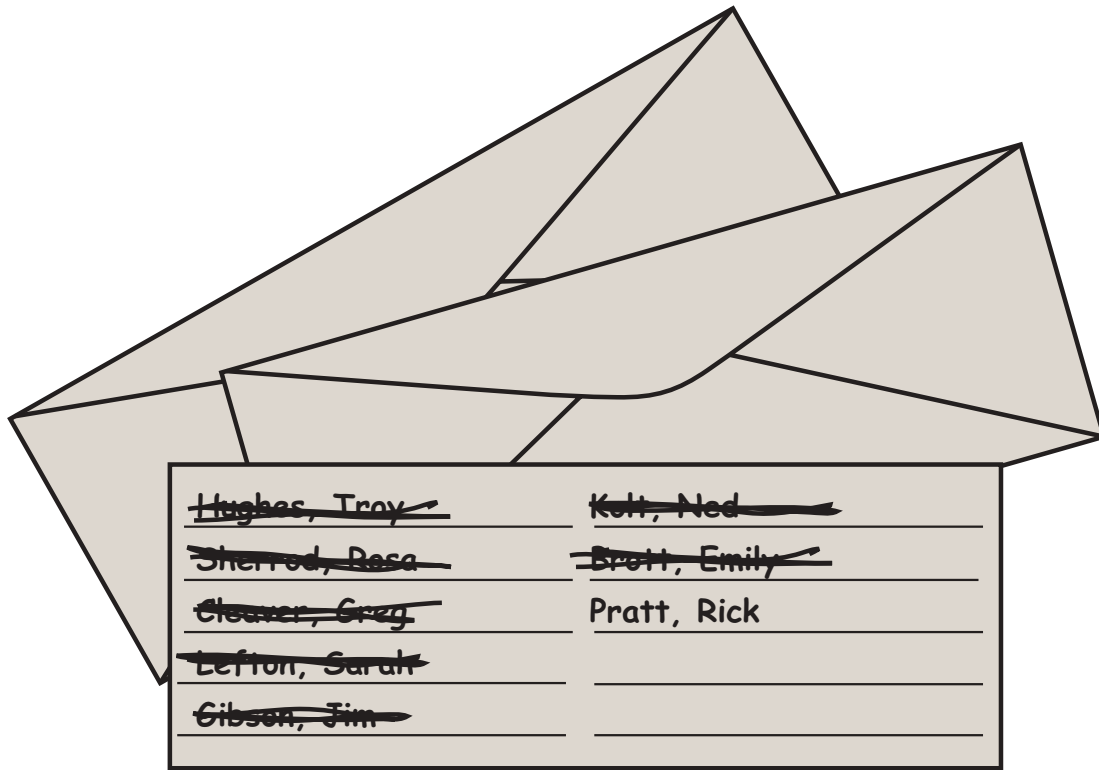 Hughes, Troy
Sherrod, Rosa
Cleaver, Greg
Lefton, Sarah
Gibson, Jim
Kolt, Ned
Brott, Emily
Pratt, Rick